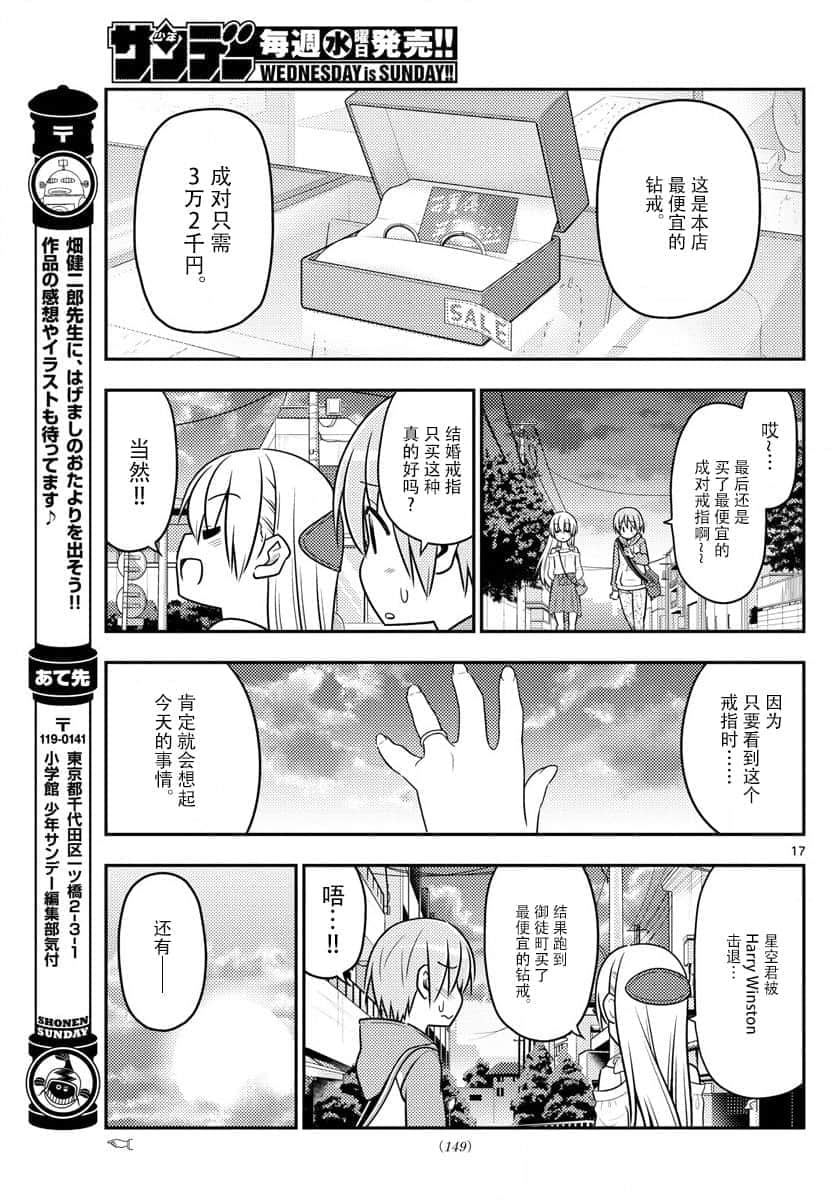 少年
サンデー
毎週水曜日発売!!
WEDNESDAY is SUNDAY!!
这是本店
最便宜的
钻戒。
成对只需
3万2千円。
SALE
哎~…
最后还是
买了最便宜的
成对戒指啊~~
结婚戒指
只买这种
真的好吗?
当然!!
因为
只要看到这个
戒指时……
肯定就会想起
今天的事情。
17
星空君被
Harry Winston
击退…
结果跑到
御徒町买了
最便宜的钻戒。
唔…!!
还有——
〒
畑健二郎先生に、はげましのおたよりを出そう!!
作品の感想やイラストも待ってます♪
あて先
〒
119-0141
東京都千代田区一ツ橋2-3-1
小学館 少年サンデー編集部気付
SHONEN
SUNDAY
(149)